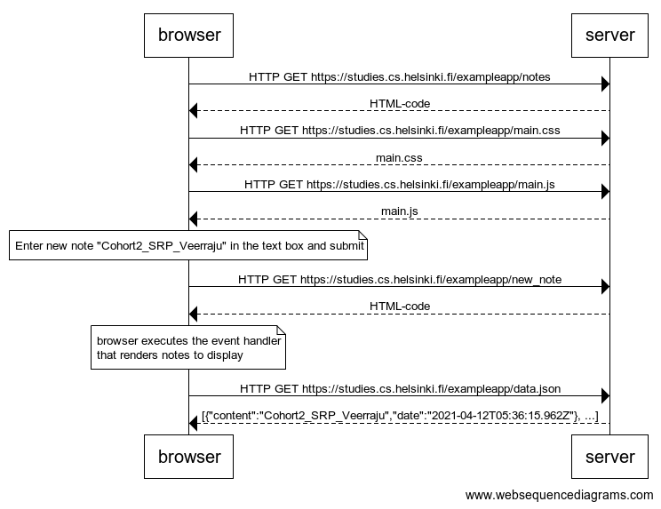 browser
server
HTTP GET https://studies.cs.helsinki.fi/exampleapp/notes
HTML-code
HTTP GET https://studies.cs.helsinki.fi/exampleapp/main.css
main.css
HTTP GET https://studies.cs.helsinki.fi/exampleapp/main.js
main.js
Enter new note "Cohort2_SRP_Veerraju" in the text box and submit
HTTP GET https://studies.cs.helsinki.fi/exampleapp/new_note
HTML-code
browser executes the event handler
that renders notes to display
HTTP GET https://studies.cs.helsinki.fi/exampleapp/data.json
[{"content":"Cohort2_SRP_Veerraju","date":"2021-04-12T05:36:15.962Z"}, ...]
browser
server
www.websequencediagrams.com